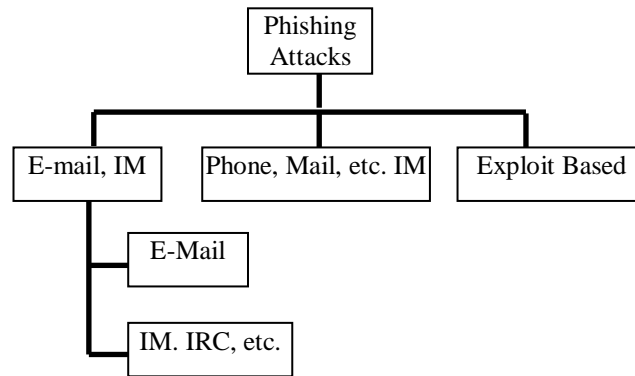 Phishing
Attacks
E-mail, IM
Phone, Mail, etc. IM
Exploit Based
E-Mail
IM. IRC, etc.